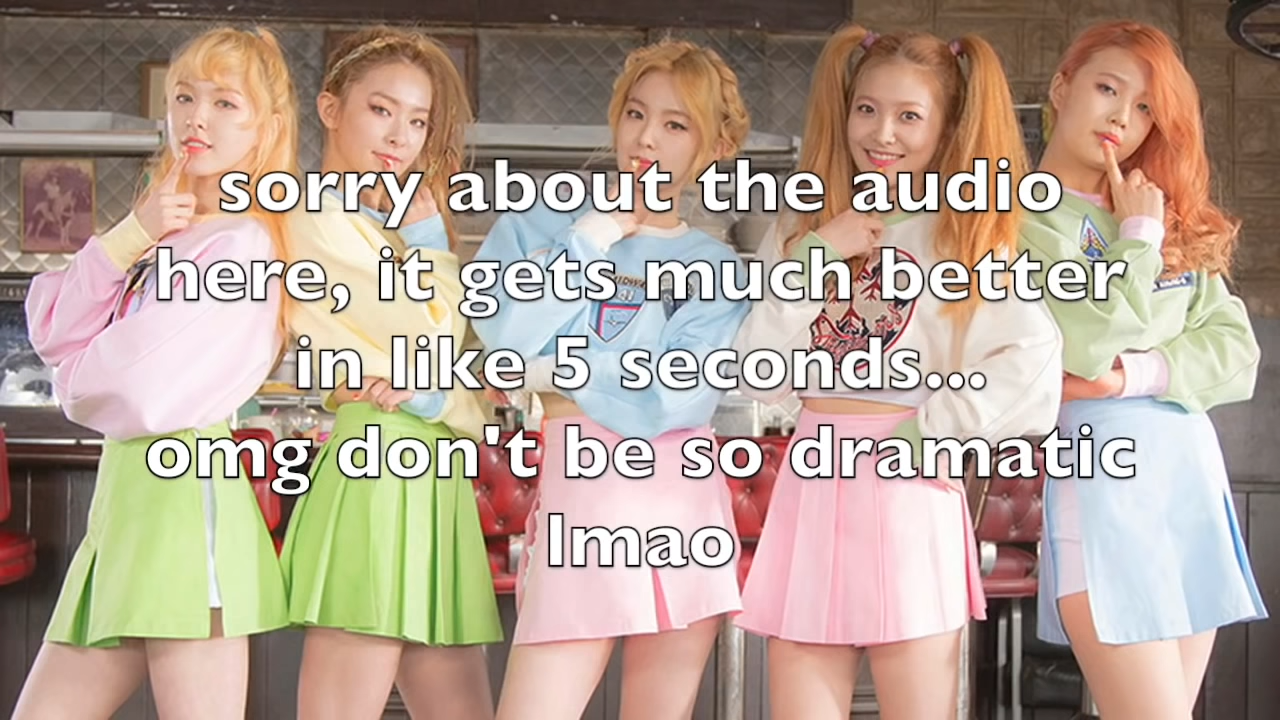 sorry about the audio
here, it gets much better
in like 5 seconds...
omg don't be so dramatic
lmao